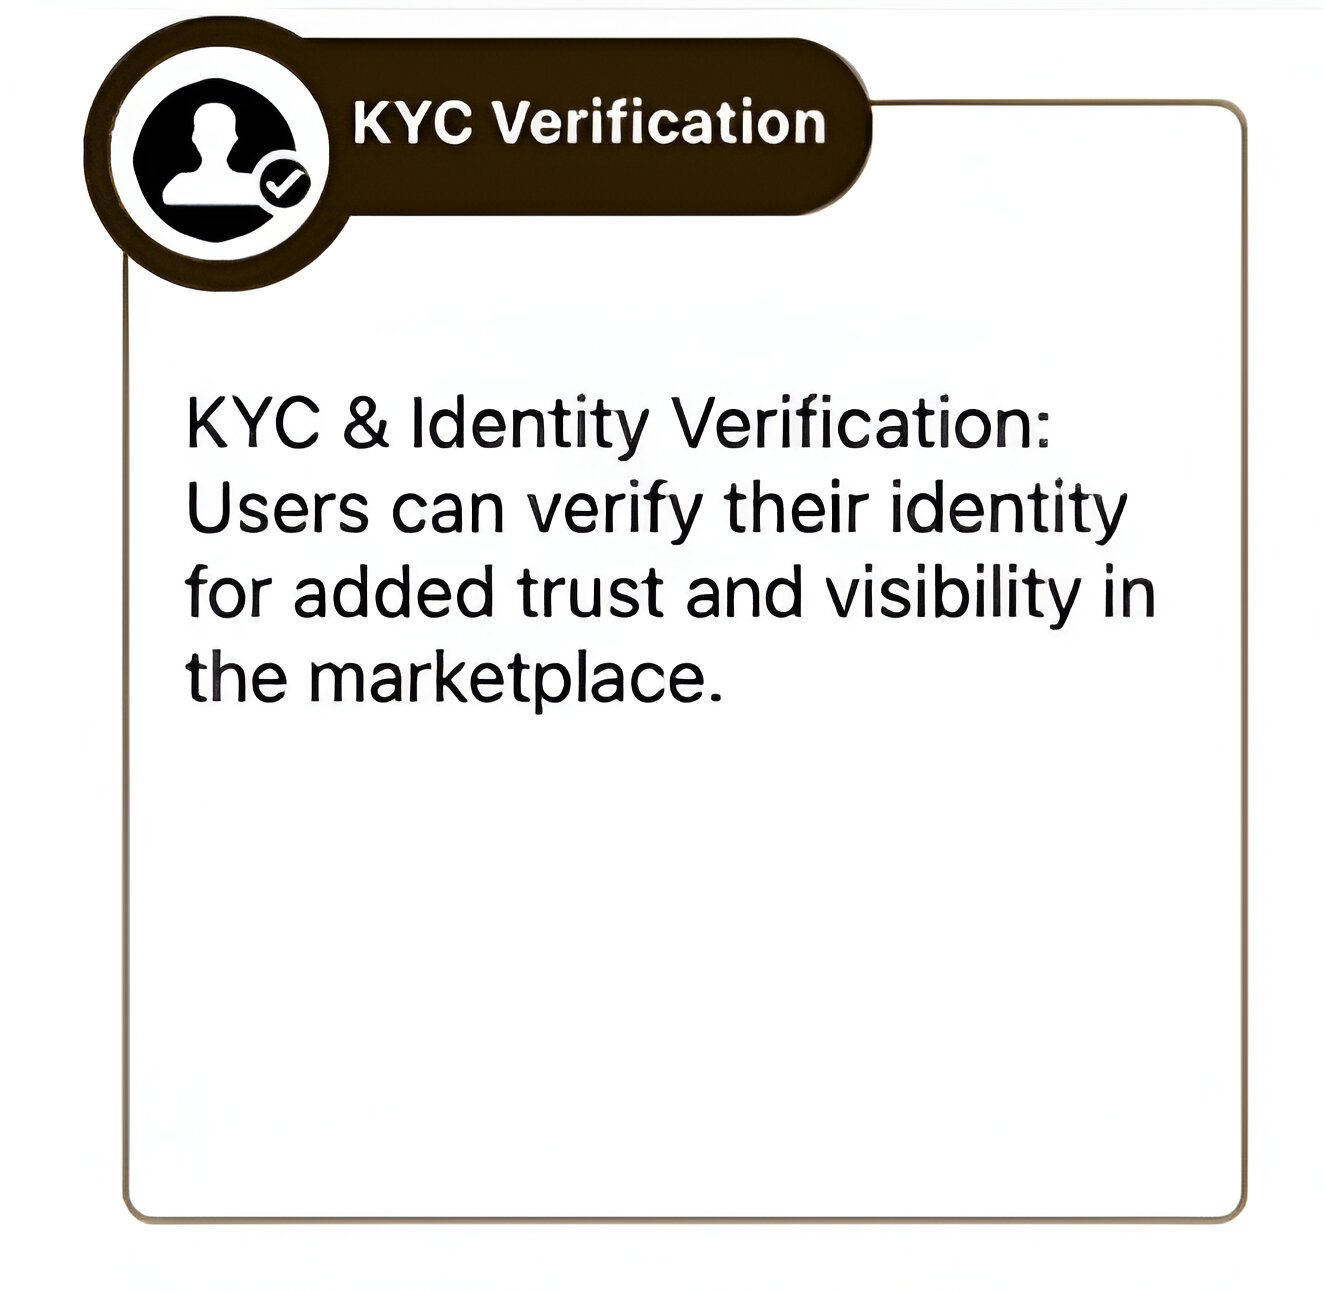 KYC Verification
KYC & Identity Verification:
Users can verify their identity
for added trust and visibility in
the marketplace.